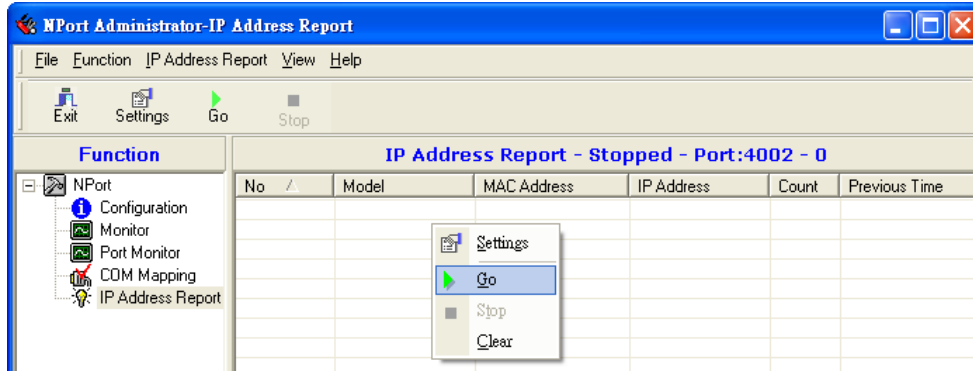 NPort Administrator-IP Address Report
File Function IP Address Report View Help
Exit Settings Go Stop
Function
IP Address Report - Stopped - Port:4002 - 0
NPort
Configuration
Monitor
Port Monitor
COM Mapping
IP Address Report
No Model MAC Address IP Address Count Previous Time
Settings
Go
Stop
Clear